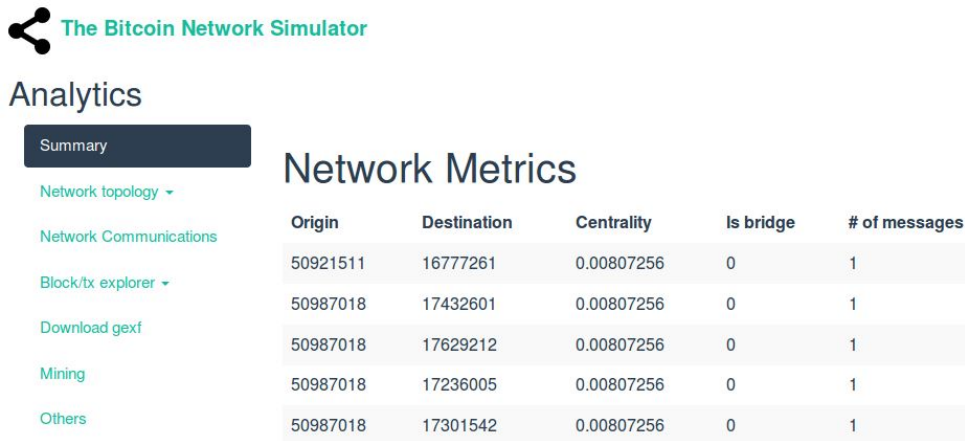 The Bitcoin Network Simulator
Analytics
Summary
Network topology
Network Communications
Block/tx explorer
Download gexf
Mining
Others
Network Metrics
Origin Destination Centrality Is bridge # of messages
50921511 16777261 0.00807256 0 1
50987018 17432601 0.00807256 0 1
50987018 17629212 0.00807256 0 1
50987018 17236005 0.00807256 0 1
50987018 17301542 0.00807256 0 1